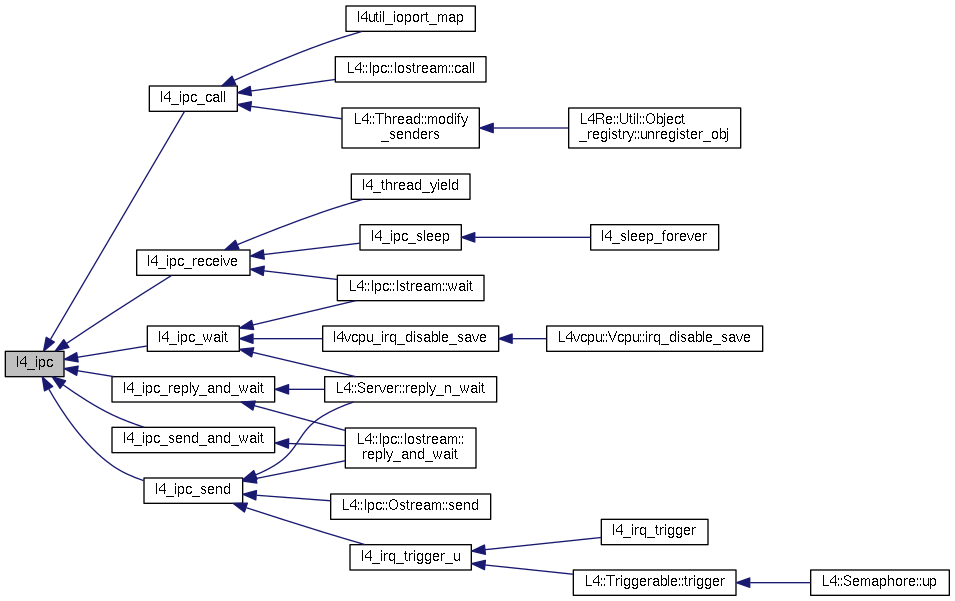 l4util_ioport_map
L4::Ipc::Iostream::call
l4_ipc_call
L4::Thread::modify
_senders
L4Re::Util::Object
_registry::unregister_obj
l4_thread_yield
l4_ipc_sleep
l4_sleep_forever
l4_ipc_receive
L4::Ipc::Istream::wait
l4_ipc_wait
l4vcpu_irq_disable_save
L4vcpu::Vcpu::irq_disable_save
l4_ipc
l4_ipc_reply_and_wait
L4::Server::reply_n_wait
l4_ipc_send_and_wait
L4::Ipc::Iostream::
reply_and_wait
l4_ipc_send
L4::Ipc::Ostream::send
l4_irq_trigger
l4_irq_trigger_u
L4::Triggerable::trigger
L4::Semaphore::up